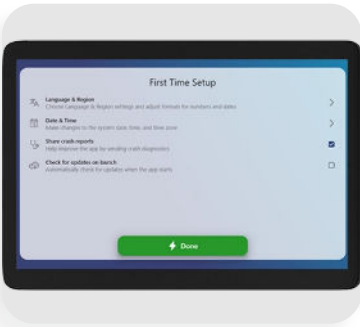 First Time Setup
Language & Region
Choose Language & Region settings and adjust formats for numbers and dates
Date & Time
Make changes to the system date, time, and time zone
Share crash reports
Help improve the app by sending crash diagnostics
Check for updates on launch
Automatically check for updates when the app starts
Done